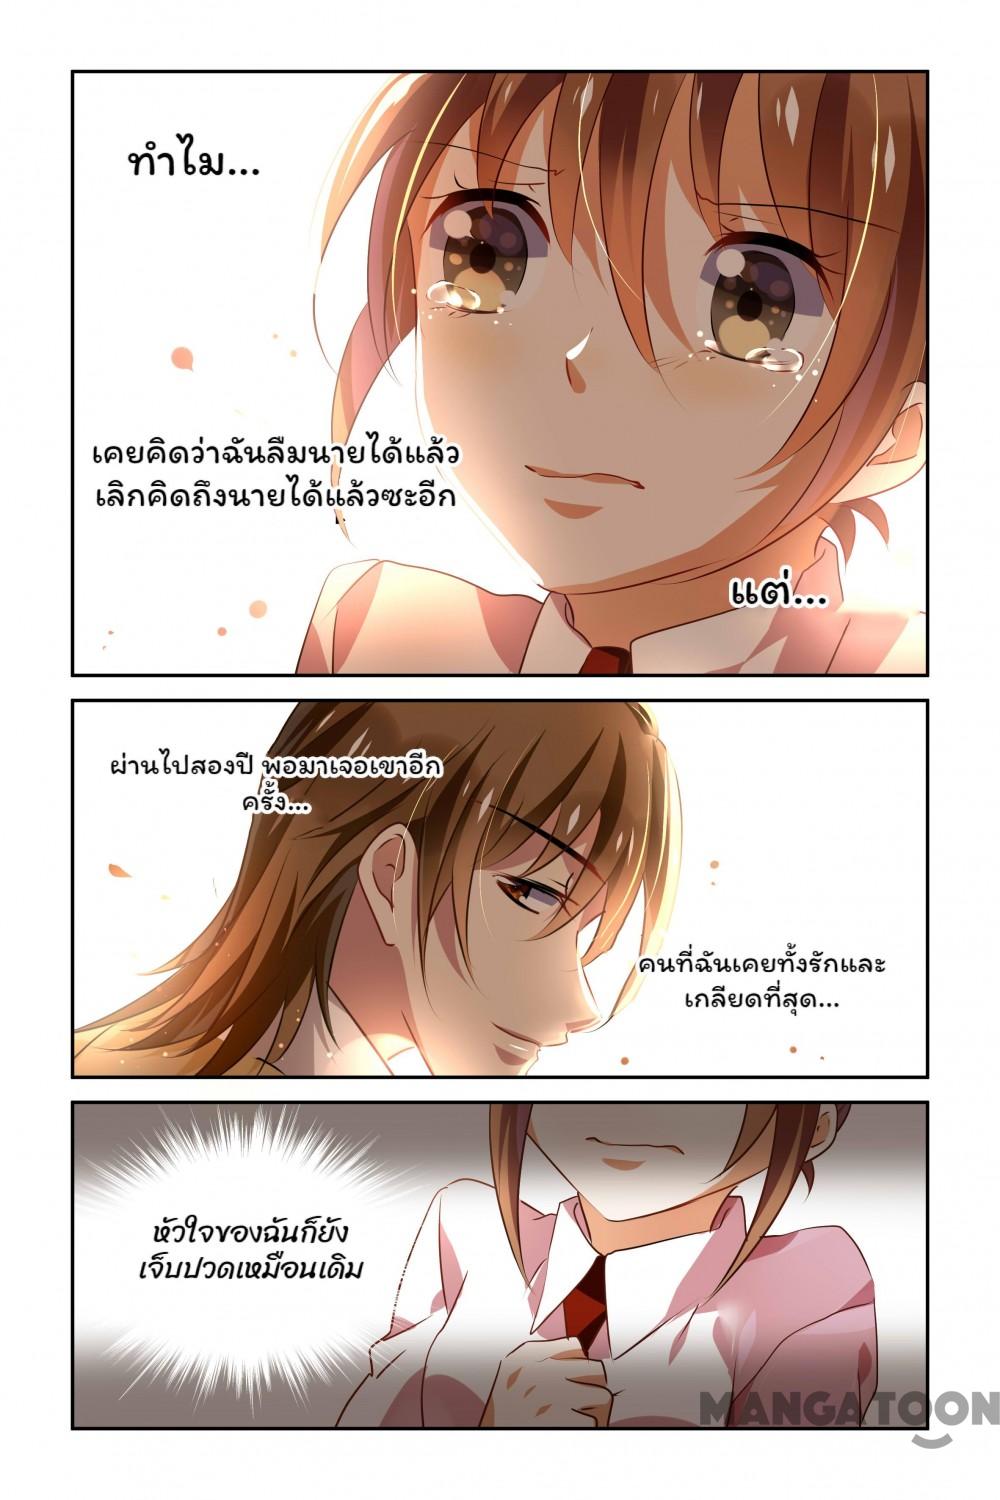 ทำไม...
เคยคิดว่าฉันลืมนายได้แล้ว
เลิกคิดถึงนายได้แล้วซะอีก
แต่...
ผ่านไปสองปี พอมาเจอเขาอีก
ครั้ง...
คนที่ฉันเคยทั้งรักและ
เกลียดที่สุด...
หัวใจของฉันก็ยัง
เจ็บปวดเหมือนเดิม
MANGATOON